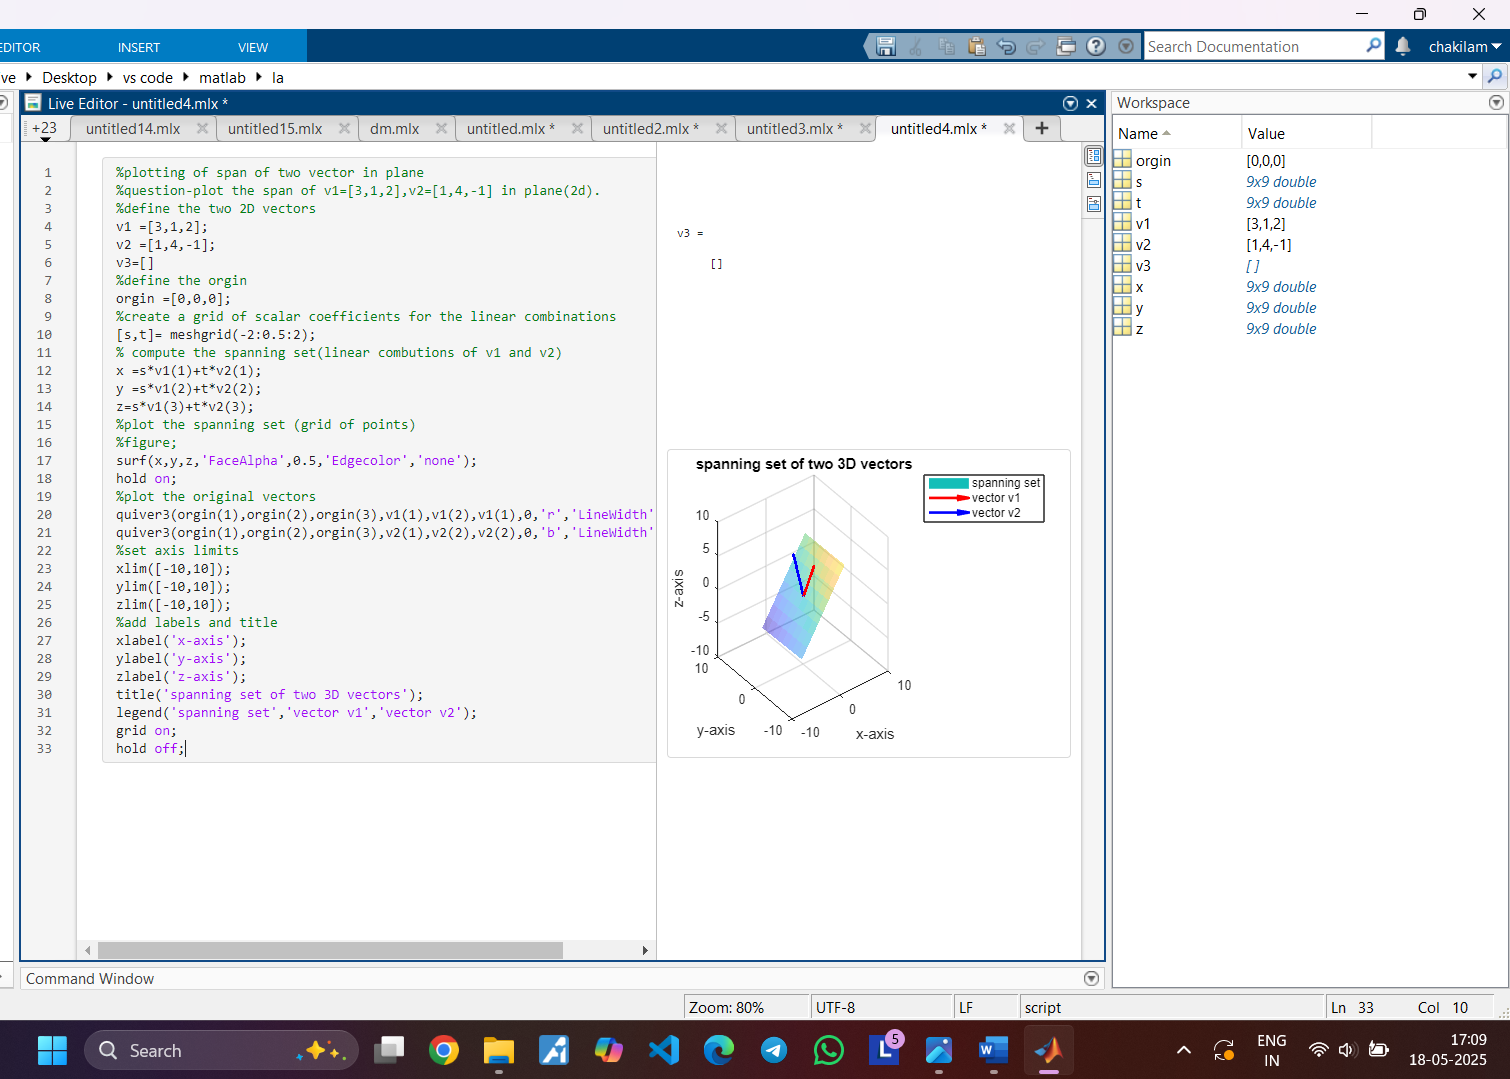 EDITOR
INSERT
VIEW
Search Documentation
chakilam
ve Desktop vs code matlab la
Live Editor - untitled4.mlx *
+23
untitled14.mlx
untitled15.mlx
dm.mlx
untitled.mlx *
untitled2.mlx *
untitled3.mlx *
untitled4.mlx *
1 %plotting of span of two vector in plane
2 %question-plot the span of v1=[3,1,2],v2=[1,4,-1] in plane(2d).
3 %define the two 2D vectors
4 v1 =[3,1,2];
5 v2 =[1,4,-1];
6 v3=[]
7 %define the orgin
8 orgin =[0,0,0];
9 %create a grid of scalar coefficients for the linear combinations
10 [s,t]= meshgrid(-2:0.5:2);
11 % compute the spanning set(linear combutions of v1 and v2)
12 x =s*v1(1)+t*v2(1);
13 y =s*v1(2)+t*v2(2);
14 z=s*v1(3)+t*v2(3);
15 %plot the spanning set (grid of points)
16 %figure;
17 surf(x,y,z,'FaceAlpha',0.5,'Edgecolor','none');
18 hold on;
19 %plot the original vectors
20 quiver3(orgin(1),orgin(2),orgin(3),v1(1),v1(2),v1(1),0,'r','LineWidth'
21 quiver3(orgin(1),orgin(2),orgin(3),v2(1),v2(2),v2(2),0,'b','LineWidth'
22 %set axis limits
23 xlim([-10,10]);
24 ylim([-10,10]);
25 zlim([-10,10]);
26 %add labels and title
27 xlabel('x-axis');
28 ylabel('y-axis');
29 zlabel('z-axis');
30 title('spanning set of two 3D vectors');
31 legend('spanning set','vector v1','vector v2');
32 grid on;
33 hold off;
v3 =
[]
spanning set of two 3D vectors
spanning set
vector v1
vector v2
10
5
0
-5
-10
z-axis
10
0
-10
y-axis
-10
0
10
x-axis
Workspace
Name Value
orgin [0,0,0]
s 9x9 double
t 9x9 double
v1 [3,1,2]
v2 [1,4,-1]
v3 []
x 9x9 double
y 9x9 double
z 9x9 double
Command Window
Zoom: 80%
UTF-8
LF
script
Ln 33
Col 10
Search
5
ENG
IN
17:09
18-05-2025